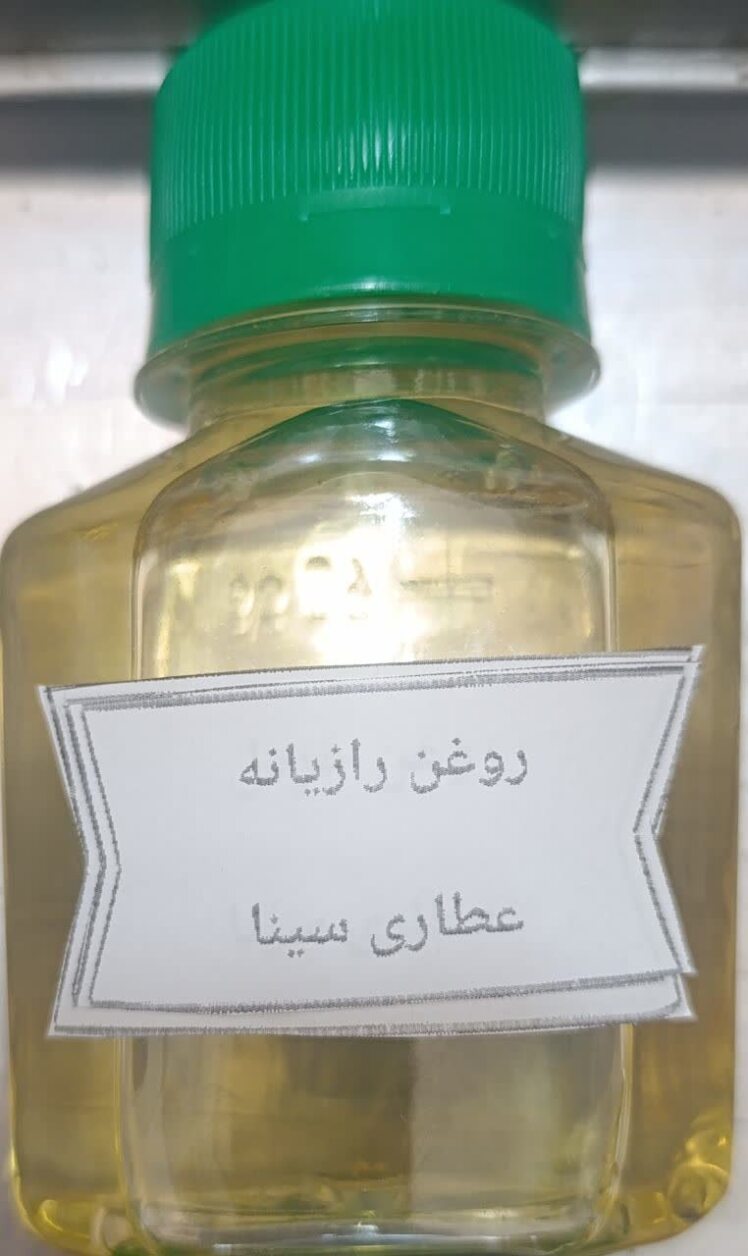 روغن رازیانه
عطاری سینا